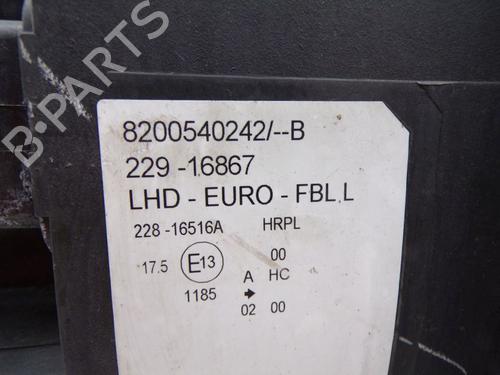 B-PARTS
8200540242/--B
229 -16867
LHD - EURO - FBL L
228 -16516A HRPL
00
17.5 E13 A HC
1185 → 02 00